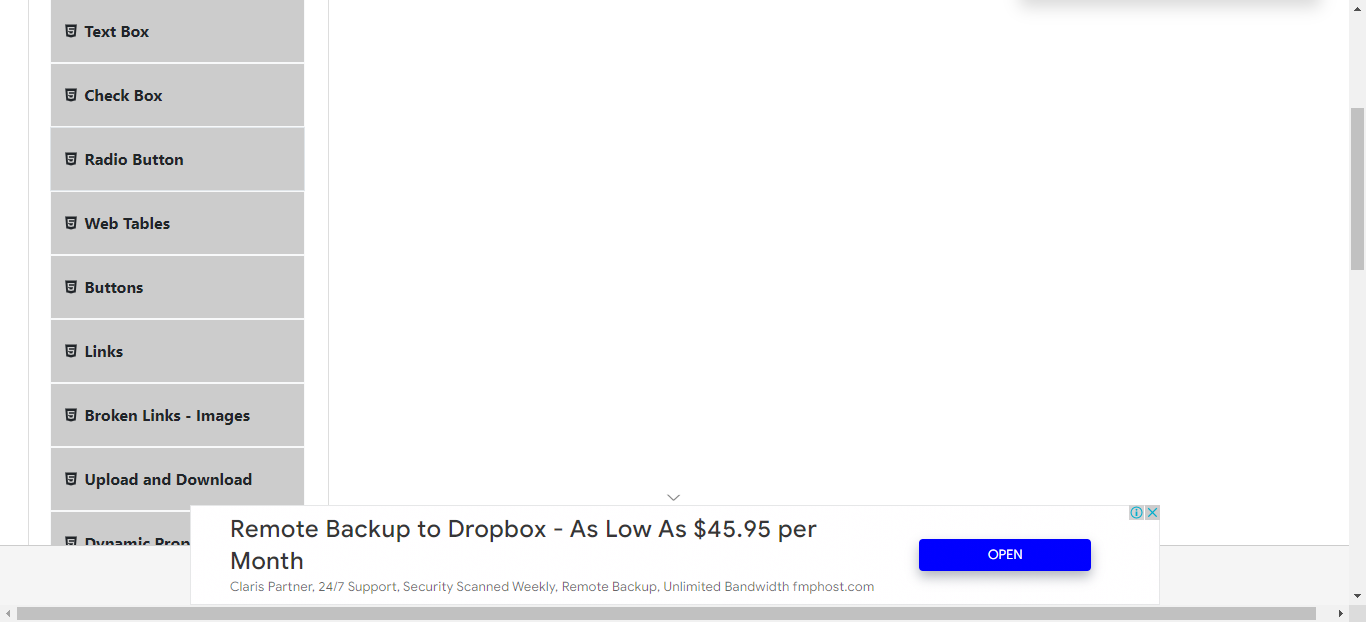 Text Box
Check Box
Radio Button
Web Tables
Buttons
Links
Broken Links - Images
Upload and Download
Dynamic
Remote Backup to Dropbox - As Low As $45.95 per
Month
Claris Partner, 24/7 Support, Security Scanned Weekly, Remote Backup, Unlimited Bandwidth fmphost.com
OPEN